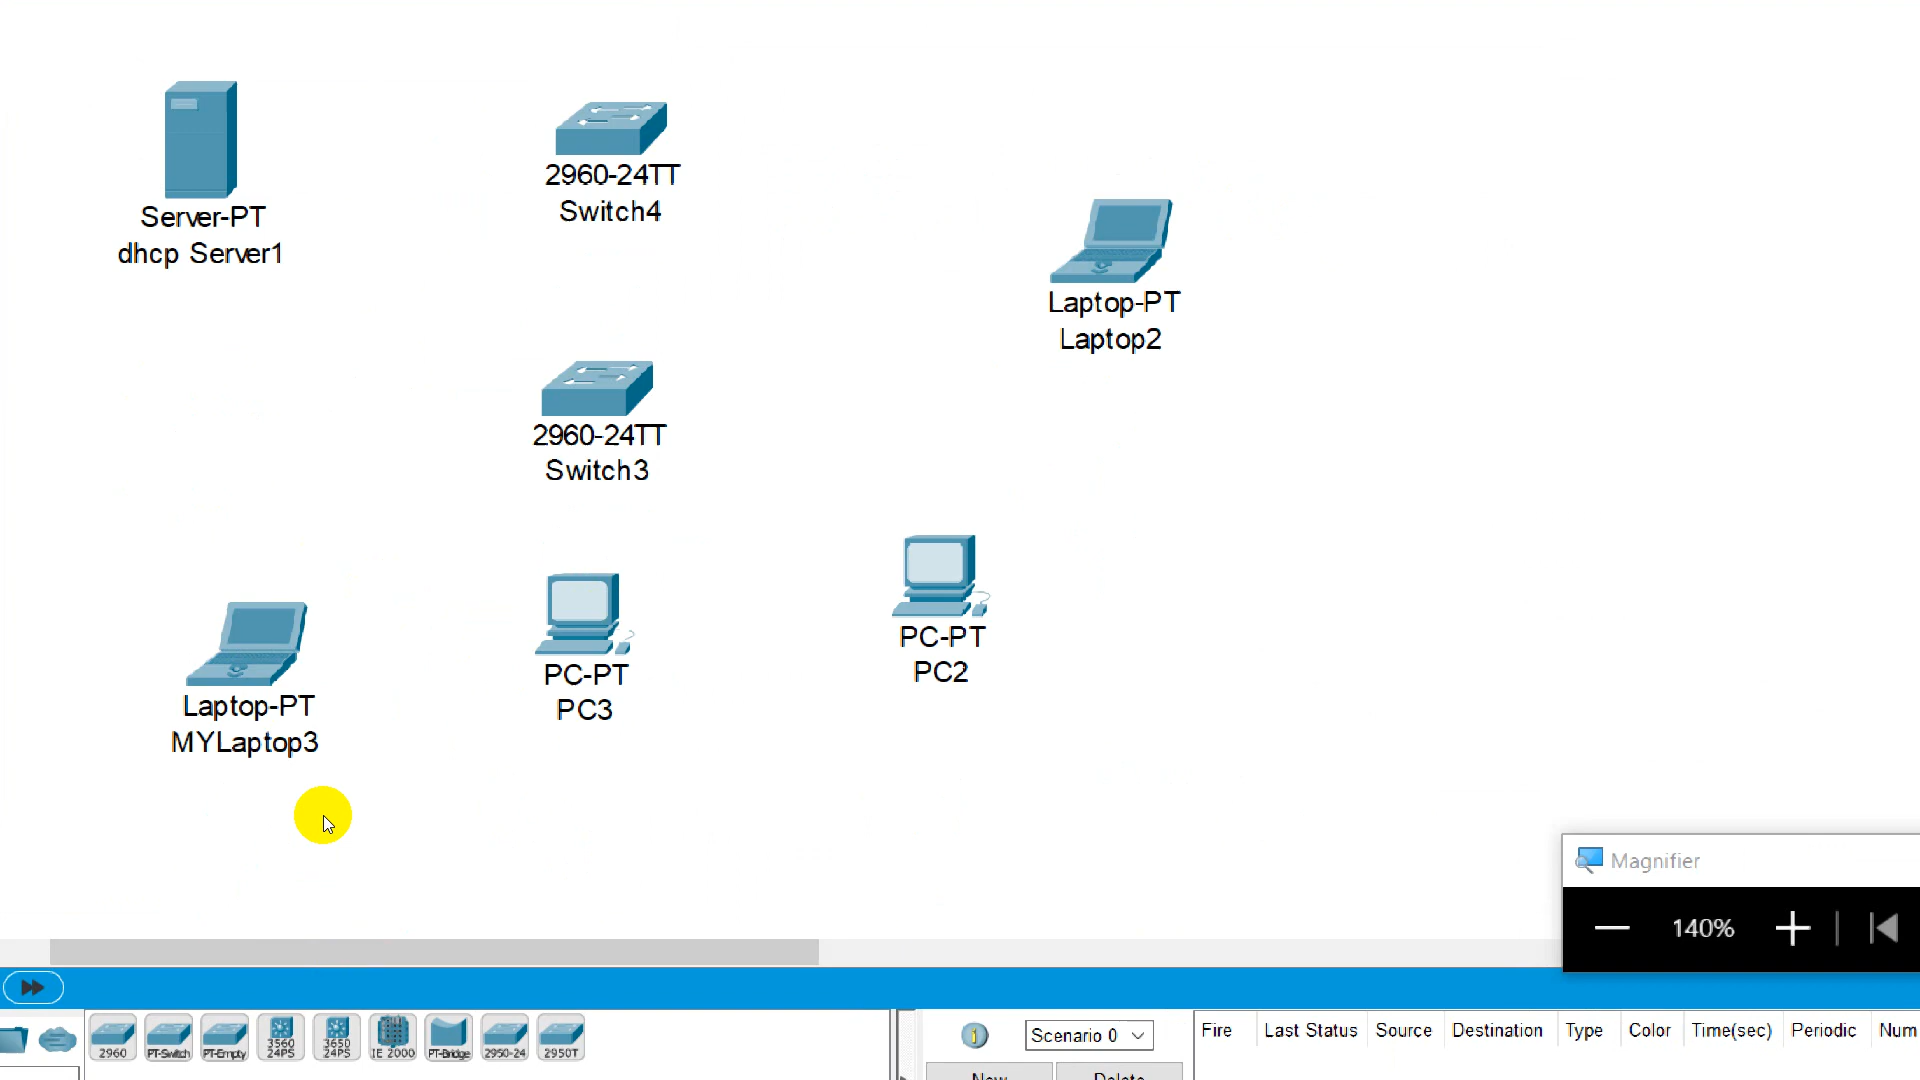 Server-PT
dhcp Server1
2960-24TT
Switch4
Laptop-PT
Laptop2
2960-24TT
Switch3
Laptop-PT
MYLaptop3
PC-PT
PC3
PC-PT
PC2
Magnifier
140%
2960
PT-Switch
PT-Empty
3560
24PS
3650
24PS
IE 2000
PT-Bridge
2950-24
2950T
Scenario 0
New
Delete
Fire Last Status Source Destination Type Color Time(sec) Periodic Num